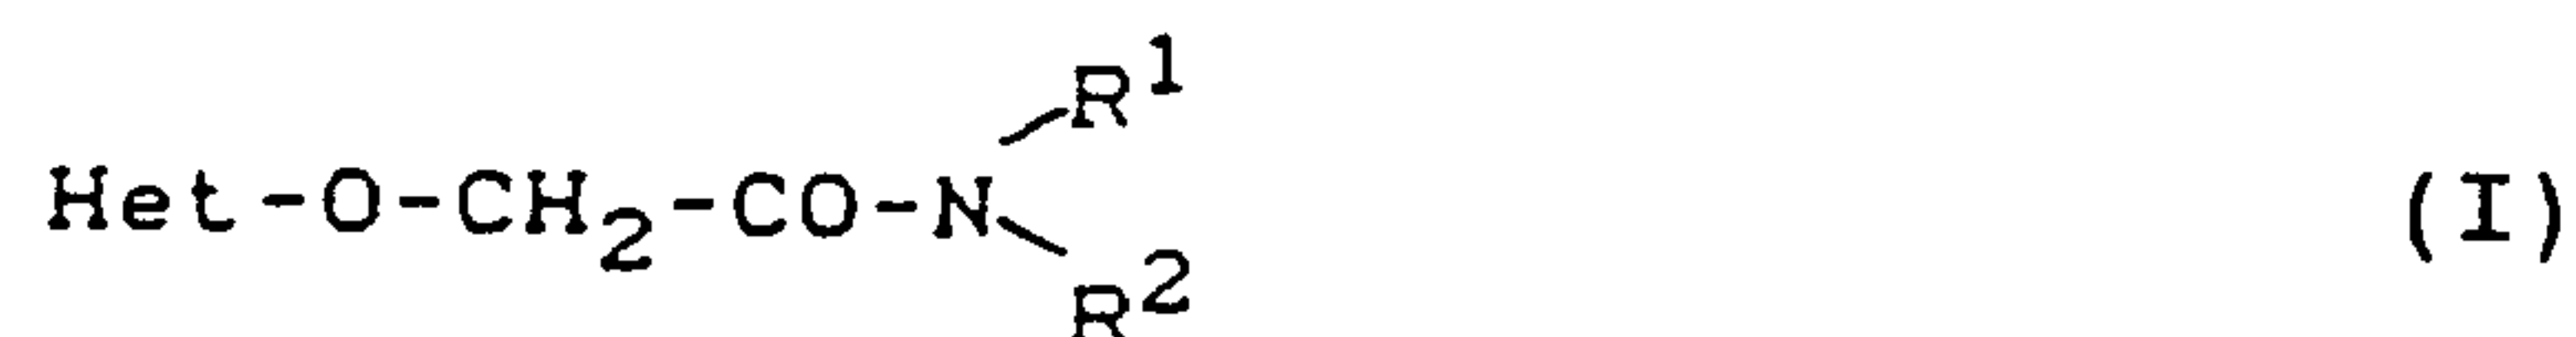 R¹
Het-O-CH₂-CO-N (I)
R²